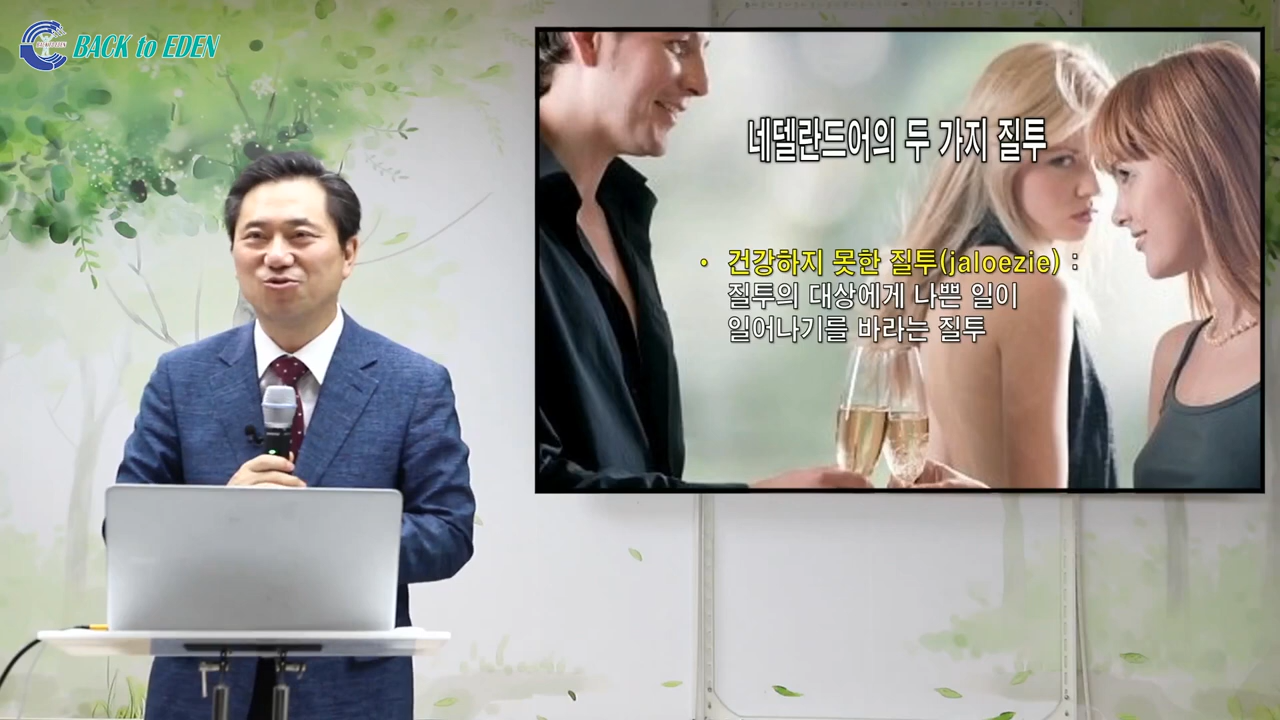 BACK to EDEN
네델란드어의 두 가지 질투
• 건강하지 못한 질투(jaloezie) :
질투의 대상에게 나쁜 일이
일어나기를 바라는 질투